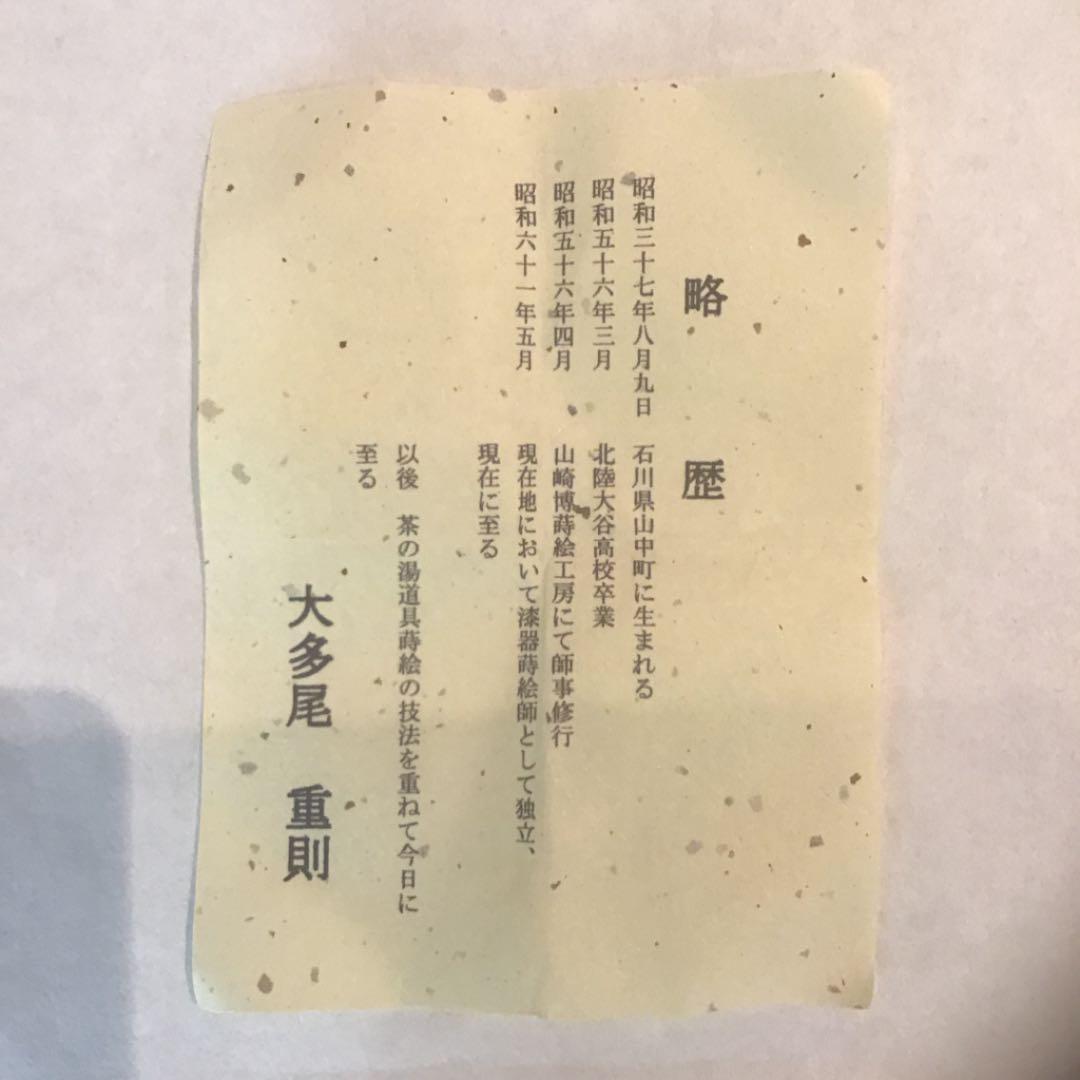 略歴
昭和三十七年八月九日 石川県山中町に生まれる
昭和五十六年三月 北陸大谷高校卒業
昭和五十六年四月 山崎博蒔絵工房にて師事修行
昭和六十一年五月 現在地において漆器蒔絵師として独立、
現在に至る
以後 茶の湯道具蒔絵の技法を重ねて今日に
至る
大多尾 重則